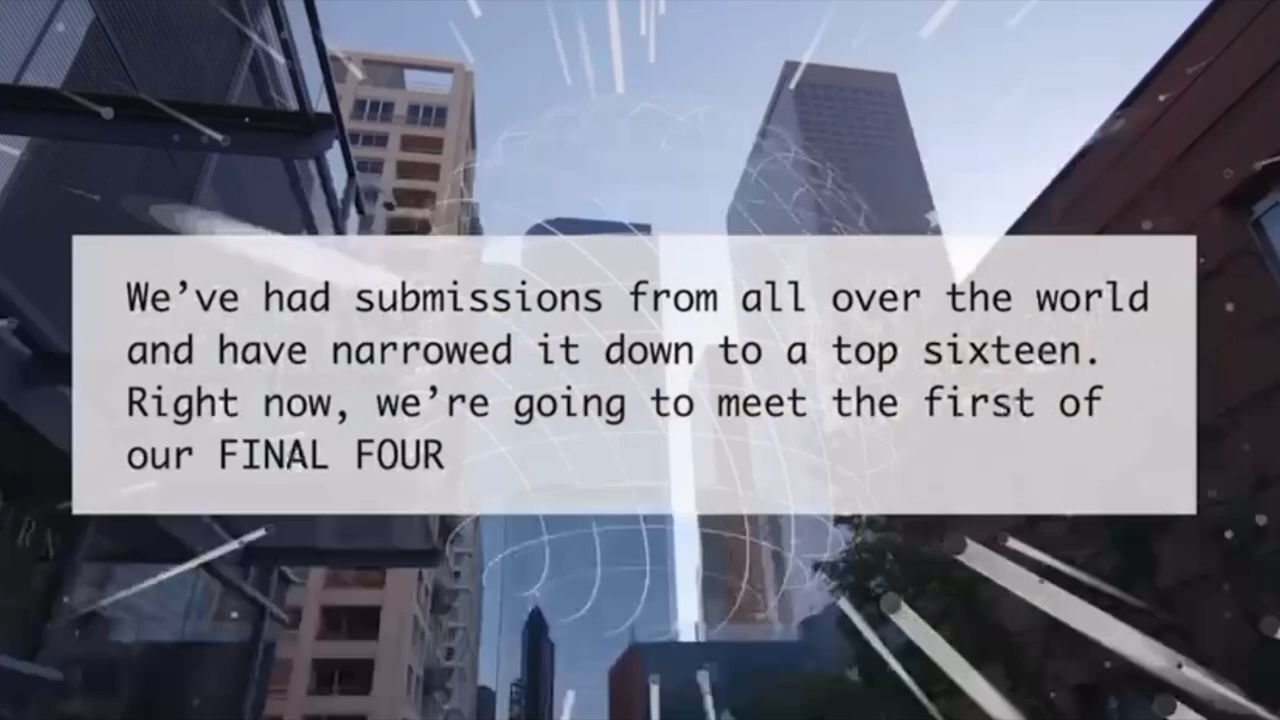 We’ve had submissions from all over the world
and have narrowed it down to a top sixteen.
Right now, we’re going to meet the first of
our FINAL FOUR